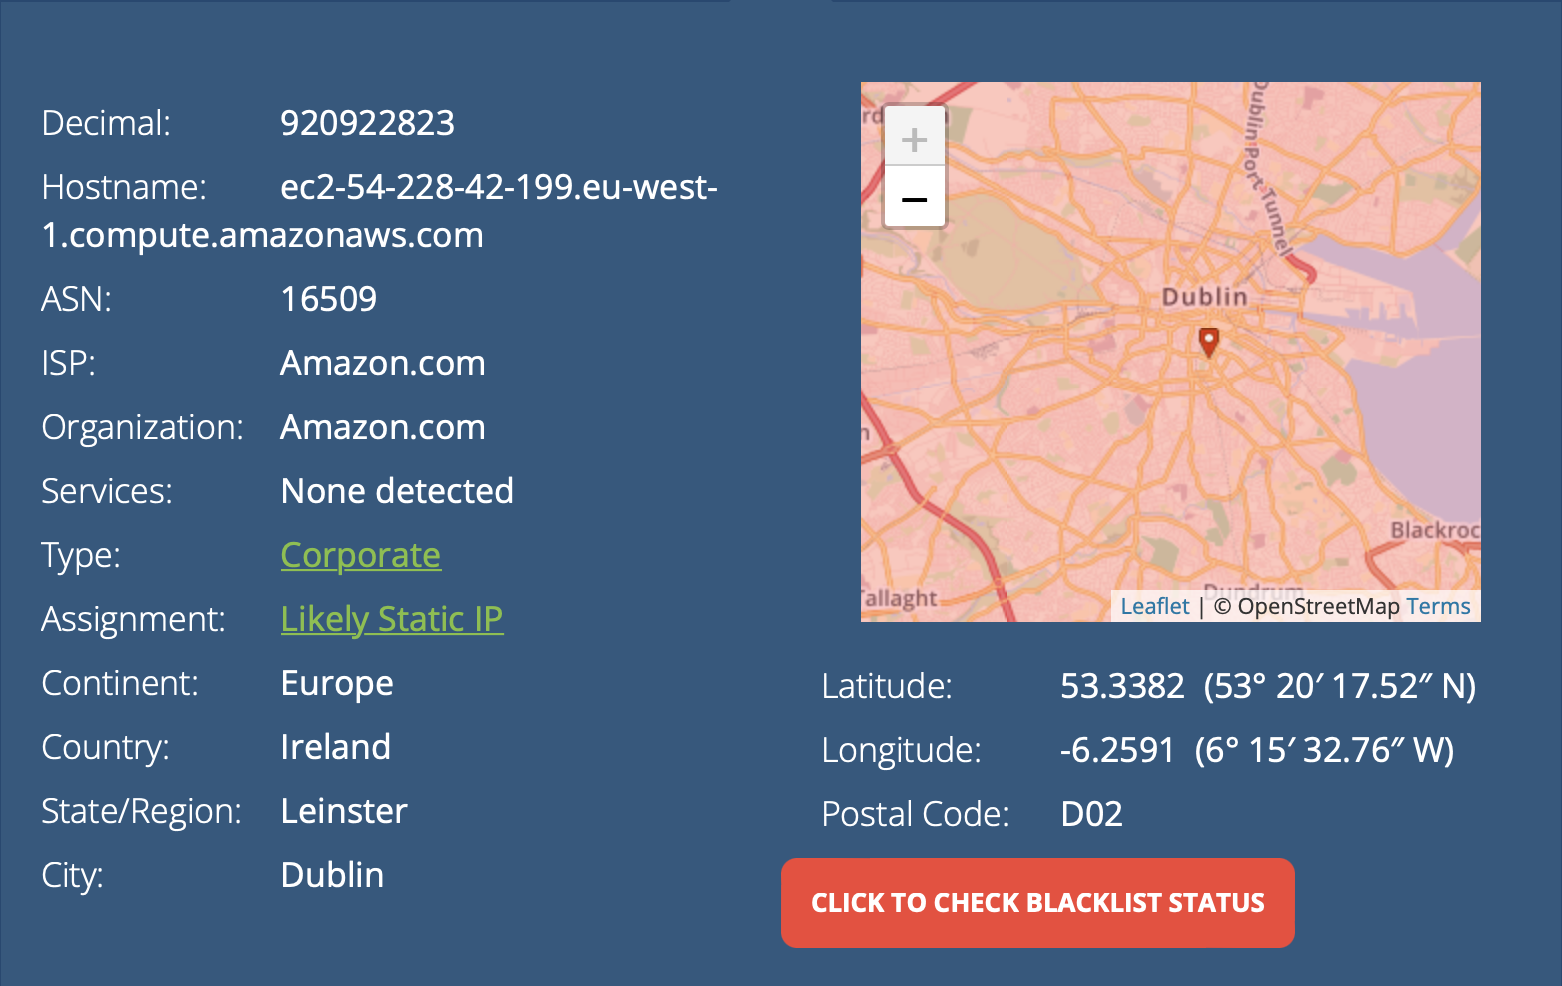 Decimal: 920922823
Hostname: ec2-54-228-42-199.eu-west-
1.compute.amazonaws.com
ASN: 16509
ISP: Amazon.com
Organization: Amazon.com
Services: None detected
Type: Corporate
Assignment: Likely Static IP
Continent: Europe
Country: Ireland
State/Region: Leinster
City: Dublin
+
−
Dublin Port Tunnel
Dublin
Blackroc
Tallaght
Dundrum
Leaflet | © OpenStreetMap Terms
Latitude: 53.3382 (53° 20′ 17.52″ N)
Longitude: -6.2591 (6° 15′ 32.76″ W)
Postal Code: D02
CLICK TO CHECK BLACKLIST STATUS